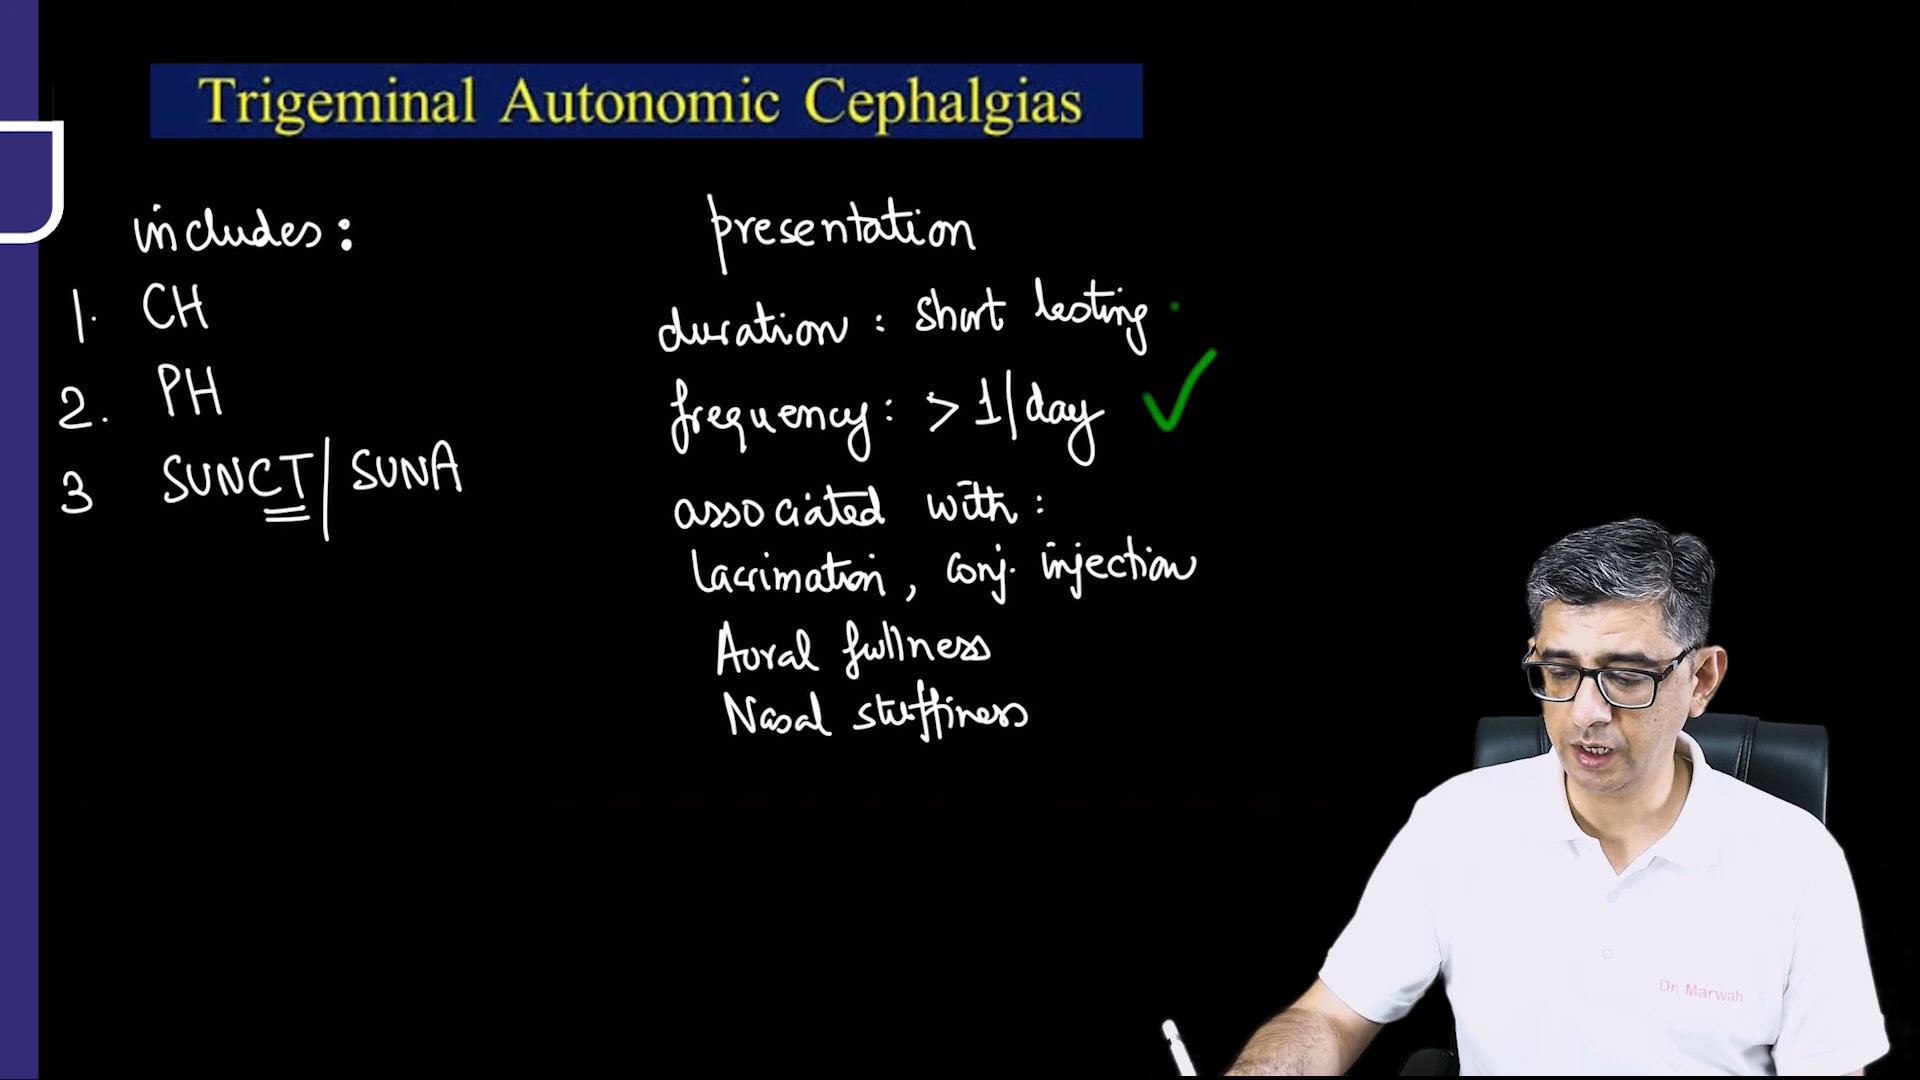 Trigeminal Autonomic Cephalgias
includes:
1. CH
2. PH
3 SUNCT | SUNA
presentation
duration: short lasting
frequency: > 1/day ✓
associated with:
lacrimation, conj. injection
Aural fullness
Nasal stuffiness
Dr. Marwah